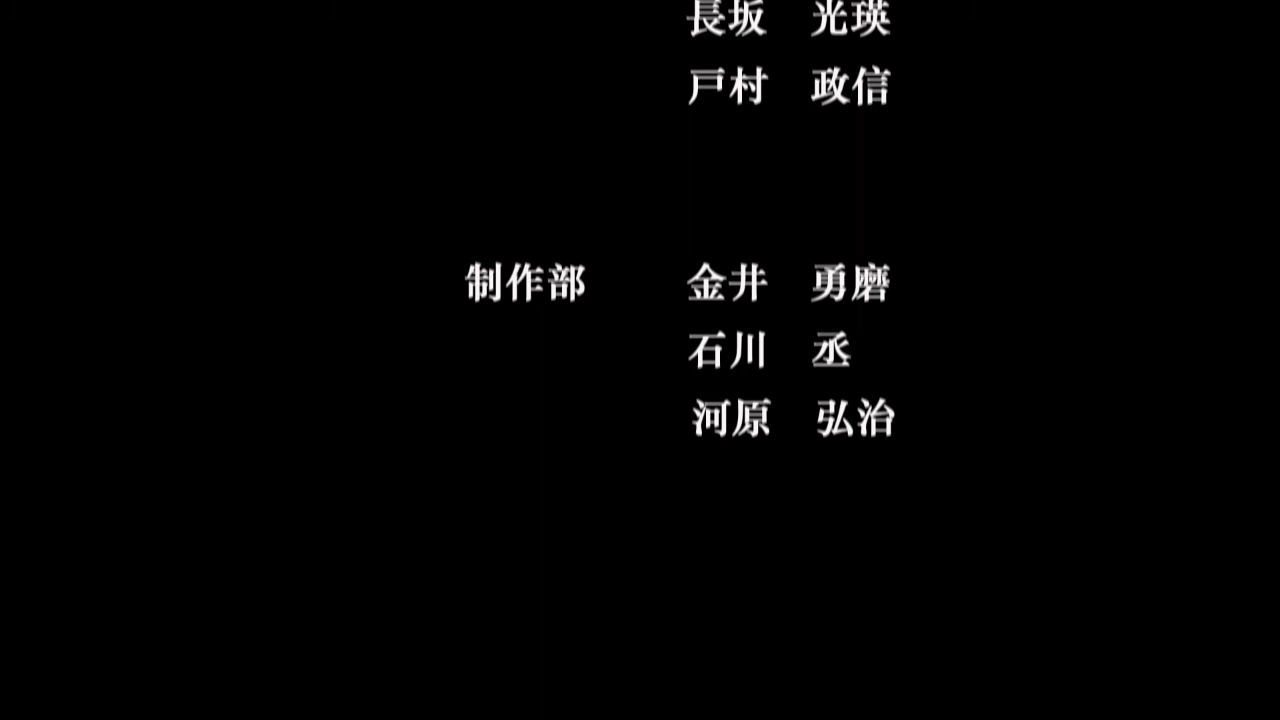 長坂　光瑛
戸村　政信
制作部　金井　勇磨
石川　丞
河原　弘治